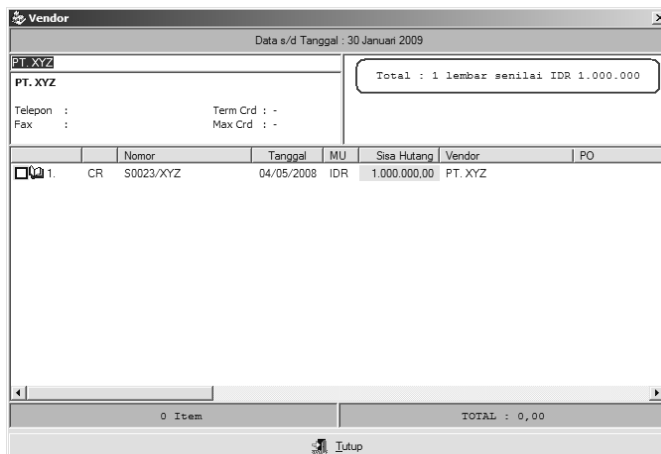 Vendor
Data s/d Tanggal : 30 Januari 2009
PT. XYZ
PT. XYZ
Total : 1 lembar senilai IDR 1.000.000
Telepon : Term Crd : -
Fax : Max Crd : -
Nomor Tanggal MU Sisa Hutang Vendor PO
1. CR S0023/XYZ 04/05/2008 IDR 1.000.000,00 PT. XYZ
0 Item TOTAL : 0,00
Tutup